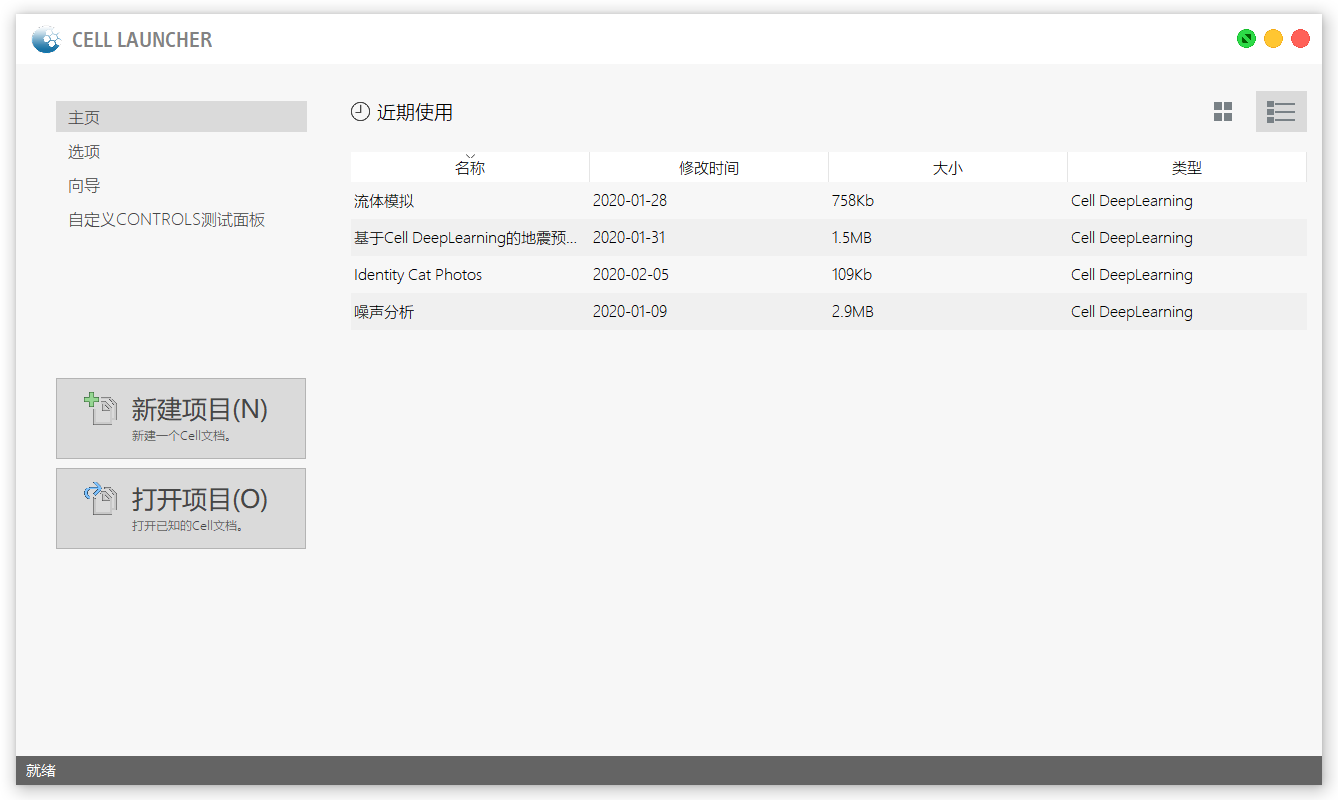 CELL LAUNCHER
主页
选项
向导
自定义CONTROLS测试面板
新建项目(N)
新建一个Cell文档。
打开项目(O)
打开已知的Cell文档。
近期使用
名称 修改时间 大小 类型
流体模拟 2020-01-28 758Kb Cell DeepLearning
基于Cell DeepLearning的地震预... 2020-01-31 1.5MB Cell DeepLearning
Identity Cat Photos 2020-02-05 109Kb Cell DeepLearning
噪声分析 2020-01-09 2.9MB Cell DeepLearning
就绪